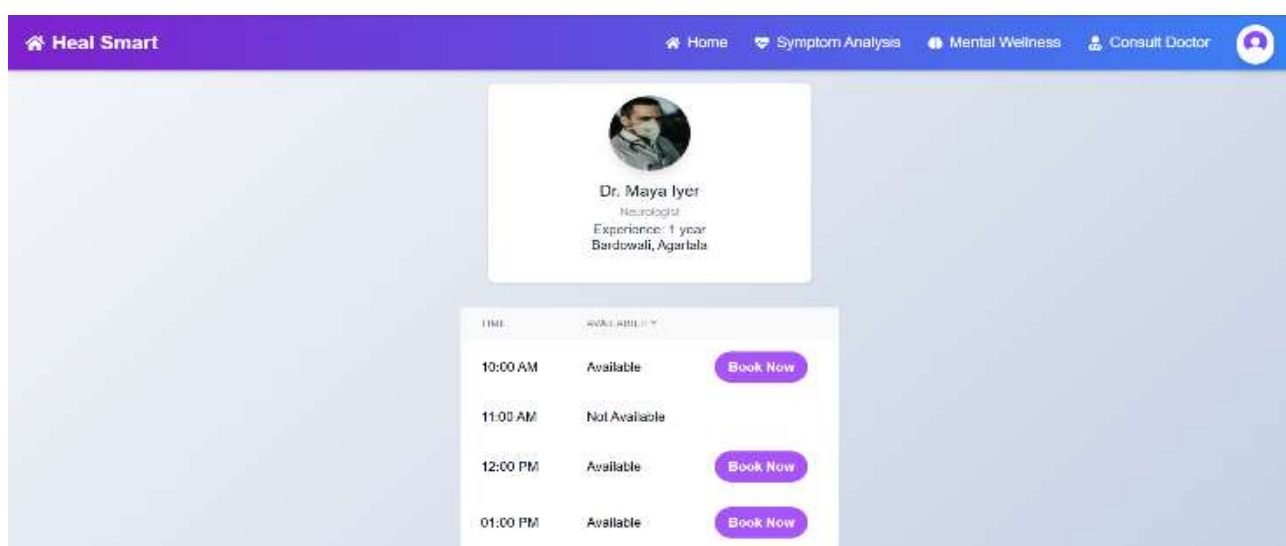 Heal Smart Home Symptom Analysis Mental Wellness Consult Doctor
Dr. Maya Iyer
Neurologist
Experience: 1 year
Bardowali, Agartala
TIME AVAILABILITY
10:00 AM Available Book Now
11:00 AM Not Available
12:00 PM Available Book Now
01:00 PM Available Book Now